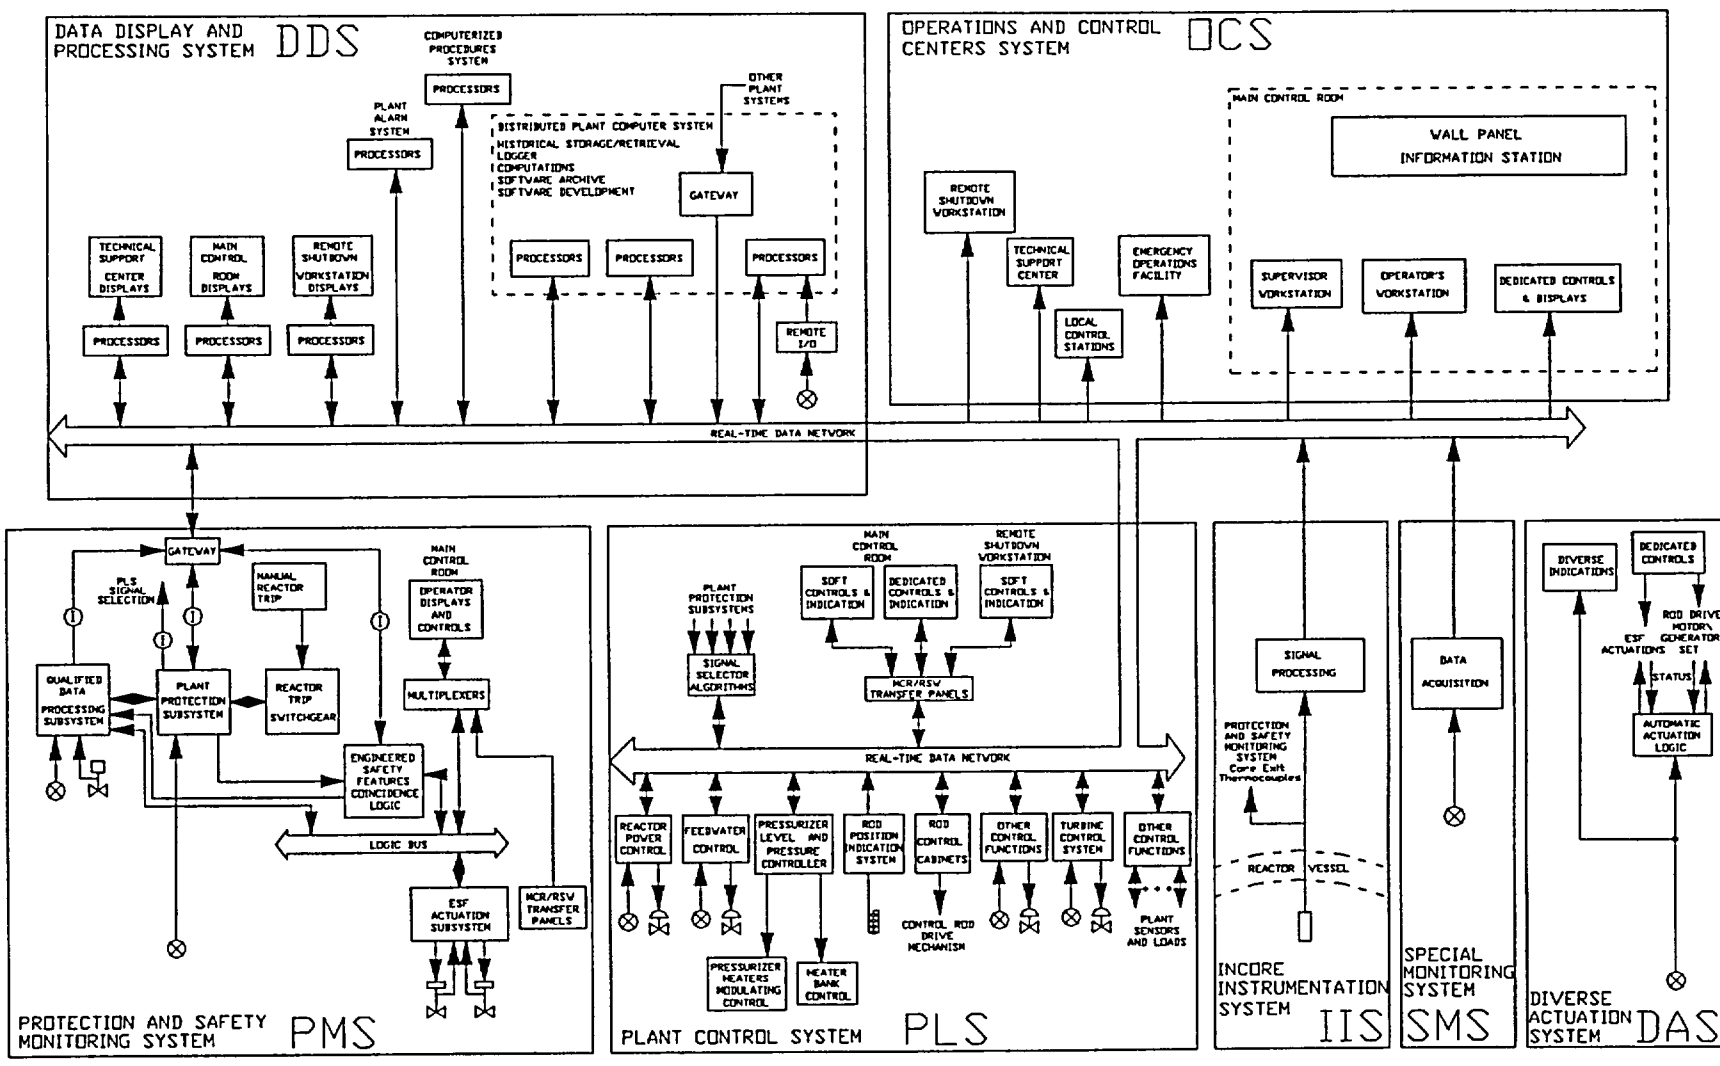 DATA DISPLAY AND
PROCESSING SYSTEM DDS
COMPUTERIZED
PROCEDURES
SYSTEM
PROCESSORS
PLANT
ALARM
SYSTEM
PROCESSORS
OTHER
PLANT
SYSTEMS
DISTRIBUTED PLANT COMPUTER SYSTEM
HISTORICAL STORAGE/RETRIEVAL
LOGGER
COMPUTATIONS
SOFTWARE ARCHIVE
SOFTWARE DEVELOPMENT
GATEWAY
PROCESSORS
PROCESSORS
PROCESSORS
REMOTE
I/O
TECHNICAL
SUPPORT
CENTER
DISPLAYS
MAIN
CONTROL
ROOM
DISPLAYS
REMOTE
SHUTDOWN
WORKSTATION
DISPLAYS
PROCESSORS
PROCESSORS
PROCESSORS
REAL-TIME DATA NETWORK
OPERATIONS AND CONTROL
CENTERS SYSTEM OCS
MAIN CONTROL ROOM
WALL PANEL
INFORMATION STATION
REMOTE
SHUTDOWN
WORKSTATION
TECHNICAL
SUPPORT
CENTER
LOCAL
CONTROL
STATIONS
EMERGENCY
OPERATIONS
FACILITY
SUPERVISOR
WORKSTATION
OPERATOR'S
WORKSTATION
DEDICATED CONTROLS
& DISPLAYS
GATEWAY
PLS
SIGNAL
SELECTION
MANUAL
REACTOR
TRIP
MAIN
CONTROL
ROOM
OPERATOR
DISPLAYS
AND
CONTROLS
I
I
I
I
QUALIFIED
DATA
PROCESSING
SUBSYSTEM
PLANT
PROTECTION
SUBSYSTEM
REACTOR
TRIP
SWITCHGEAR
MULTIPLEXERS
ENGINEERED
SAFETY
FEATURES
COINCIDENCE
LOGIC
LOGIC BUS
ESF
ACTUATION
SUBSYSTEM
MCR/RSW
TRANSFER
PANELS
PROTECTION AND SAFETY
MONITORING SYSTEM PMS
PLANT
PROTECTION
SUBSYSTEMS
SIGNAL
SELECTOR
ALGORITHMS
MAIN
CONTROL
ROOM
SOFT
CONTROLS &
INDICATION
DEDICATED
CONTROLS &
INDICATION
REMOTE
SHUTDOWN
WORKSTATION
SOFT
CONTROLS &
INDICATION
MCR/RSW
TRANSFER PANELS
REAL-TIME DATA NETWORK
REACTOR
POWER
CONTROL
FEEDWATER
CONTROL
PRESSURIZER
LEVEL AND
PRESSURE
CONTROLLER
ROD
POSITION
INDICATION
SYSTEM
ROD
CONTROL
CABINETS
OTHER
CONTROL
FUNCTIONS
TURBINE
CONTROL
SYSTEM
OTHER
CONTROL
FUNCTIONS
PRESSURIZER
HEATERS
MODULATING
CONTROL
HEATER
BANK
CONTROL
CONTROL ROD
DRIVE
MECHANISM
PLANT
SENSORS
AND LOADS
PLANT CONTROL SYSTEM PLS
SIGNAL
PROCESSING
PROTECTION
AND SAFETY
MONITORING
SYSTEM
Core Exit
Thermocouples
REACTOR VESSEL
INCORE
INSTRUMENTATION
SYSTEM IIS
DATA
ACQUISITION
SPECIAL
MONITORING
SYSTEM
SMS
DIVERSE
INDICATIONS
DEDICATED
CONTROLS
ESF
ACTUATIONS
ROD DRIVE
MOTOR/
GENERATOR
SET
STATUS
AUTOMATIC
ACTUATION
LOGIC
DIVERSE
ACTUATION
SYSTEM DAS